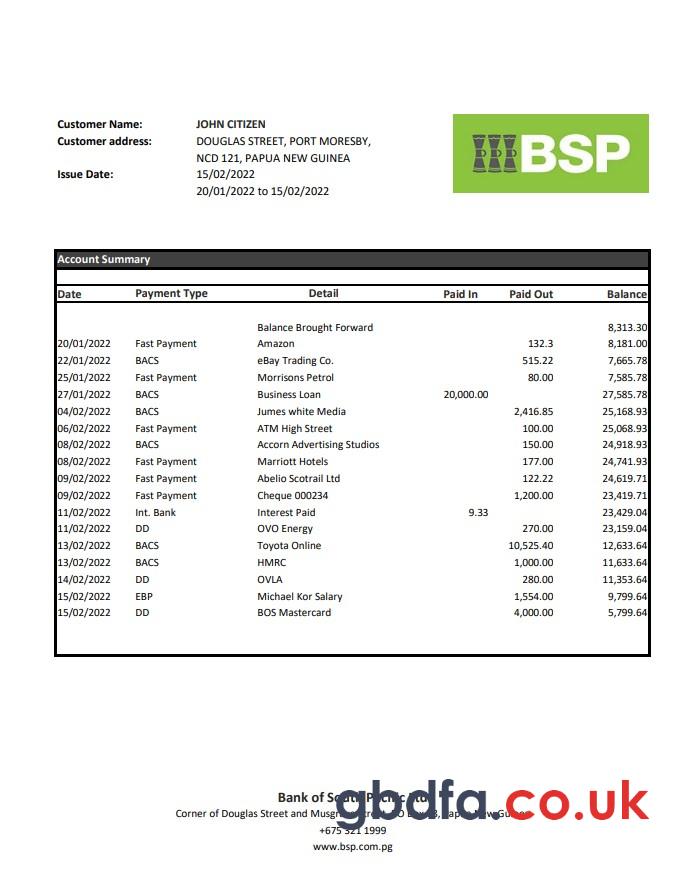 Customer Name: JOHN CITIZEN
Customer address: DOUGLAS STREET, PORT MORESBY,
NCD 121, PAPUA NEW GUINEA
Issue Date: 15/02/2022
20/01/2022 to 15/02/2022
BSP
Account Summary
Date Payment Type Detail Paid In Paid Out Balance
Balance Brought Forward 8,313.30
20/01/2022 Fast Payment Amazon 132.3 8,181.00
22/01/2022 BACS eBay Trading Co. 515.22 7,665.78
25/01/2022 Fast Payment Morrisons Petrol 80.00 7,585.78
27/01/2022 BACS Business Loan 20,000.00 27,585.78
04/02/2022 BACS Jumes white Media 2,416.85 25,168.93
06/02/2022 Fast Payment ATM High Street 100.00 25,068.93
08/02/2022 BACS Accorn Advertising Studios 150.00 24,918.93
08/02/2022 Fast Payment Marriott Hotels 177.00 24,741.93
09/02/2022 Fast Payment Abelio Scotrail Ltd 122.22 24,619.71
09/02/2022 Fast Payment Cheque 000234 1,200.00 23,419.71
11/02/2022 Int. Bank Interest Paid 9.33 23,429.04
11/02/2022 DD OVO Energy 270.00 23,159.04
13/02/2022 BACS Toyota Online 10,525.40 12,633.64
13/02/2022 BACS HMRC 1,000.00 11,633.64
14/02/2022 DD OVLA 280.00 11,353.64
15/02/2022 EBP Michael Kor Salary 1,554.00 9,799.64
15/02/2022 DD BOS Mastercard 4,000.00 5,799.64
Bank of
gbdfa.co.uk
Corner of Douglas Street and
+675 321 1999
www.bsp.com.pg